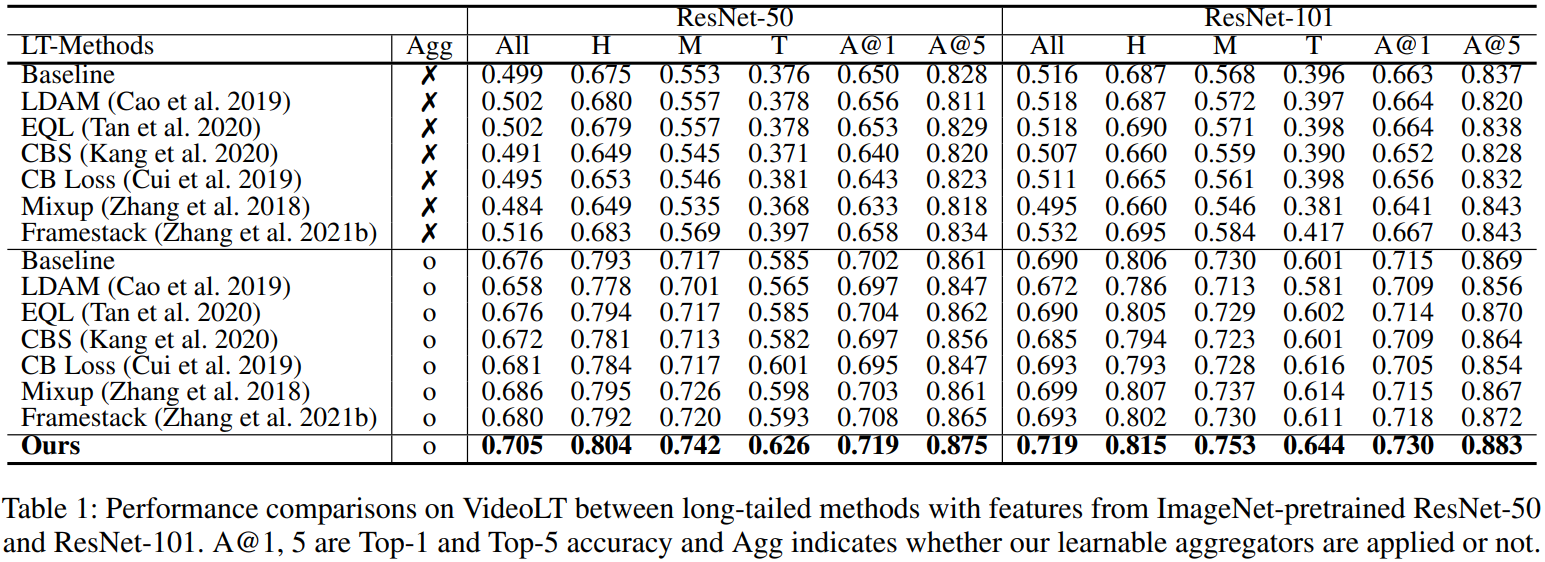 ResNet-50 ResNet-101
LT-Methods Agg All H M T A@1 A@5 All H M T A@1 A@5
Baseline ✗ 0.499 0.675 0.553 0.376 0.650 0.828 0.516 0.687 0.568 0.396 0.663 0.837
LDAM (Cao et al. 2019) ✗ 0.502 0.680 0.557 0.378 0.656 0.811 0.518 0.687 0.572 0.397 0.664 0.820
EQL (Tan et al. 2020) ✗ 0.502 0.679 0.557 0.378 0.653 0.829 0.518 0.690 0.571 0.398 0.664 0.838
CBS (Kang et al. 2020) ✗ 0.491 0.649 0.545 0.371 0.640 0.820 0.507 0.660 0.559 0.390 0.652 0.828
CB Loss (Cui et al. 2019) ✗ 0.495 0.653 0.546 0.381 0.643 0.823 0.511 0.665 0.561 0.398 0.656 0.832
Mixup (Zhang et al. 2018) ✗ 0.484 0.649 0.535 0.368 0.633 0.818 0.495 0.660 0.546 0.381 0.641 0.843
Framestack (Zhang et al. 2021b) ✗ 0.516 0.683 0.569 0.397 0.658 0.834 0.532 0.695 0.584 0.417 0.667 0.843
Baseline o 0.676 0.793 0.717 0.585 0.702 0.861 0.690 0.806 0.730 0.601 0.715 0.869
LDAM (Cao et al. 2019) o 0.658 0.778 0.701 0.565 0.697 0.847 0.672 0.786 0.713 0.581 0.709 0.856
EQL (Tan et al. 2020) o 0.676 0.794 0.717 0.585 0.704 0.862 0.690 0.805 0.729 0.602 0.714 0.870
CBS (Kang et al. 2020) o 0.672 0.781 0.713 0.582 0.697 0.856 0.685 0.794 0.723 0.601 0.709 0.864
CB Loss (Cui et al. 2019) o 0.681 0.784 0.717 0.601 0.695 0.847 0.693 0.793 0.728 0.616 0.705 0.854
Mixup (Zhang et al. 2018) o 0.686 0.795 0.726 0.598 0.703 0.861 0.699 0.807 0.737 0.614 0.715 0.867
Framestack (Zhang et al. 2021b) o 0.680 0.792 0.720 0.593 0.708 0.865 0.693 0.802 0.730 0.611 0.718 0.872
Ours o 0.705 0.804 0.742 0.626 0.719 0.875 0.719 0.815 0.753 0.644 0.730 0.883
Table 1: Performance comparisons on VideoLT between long-tailed methods with features from ImageNet-pretrained ResNet-50
and ResNet-101. A@1, 5 are Top-1 and Top-5 accuracy and Agg indicates whether our learnable aggregators are applied or not.